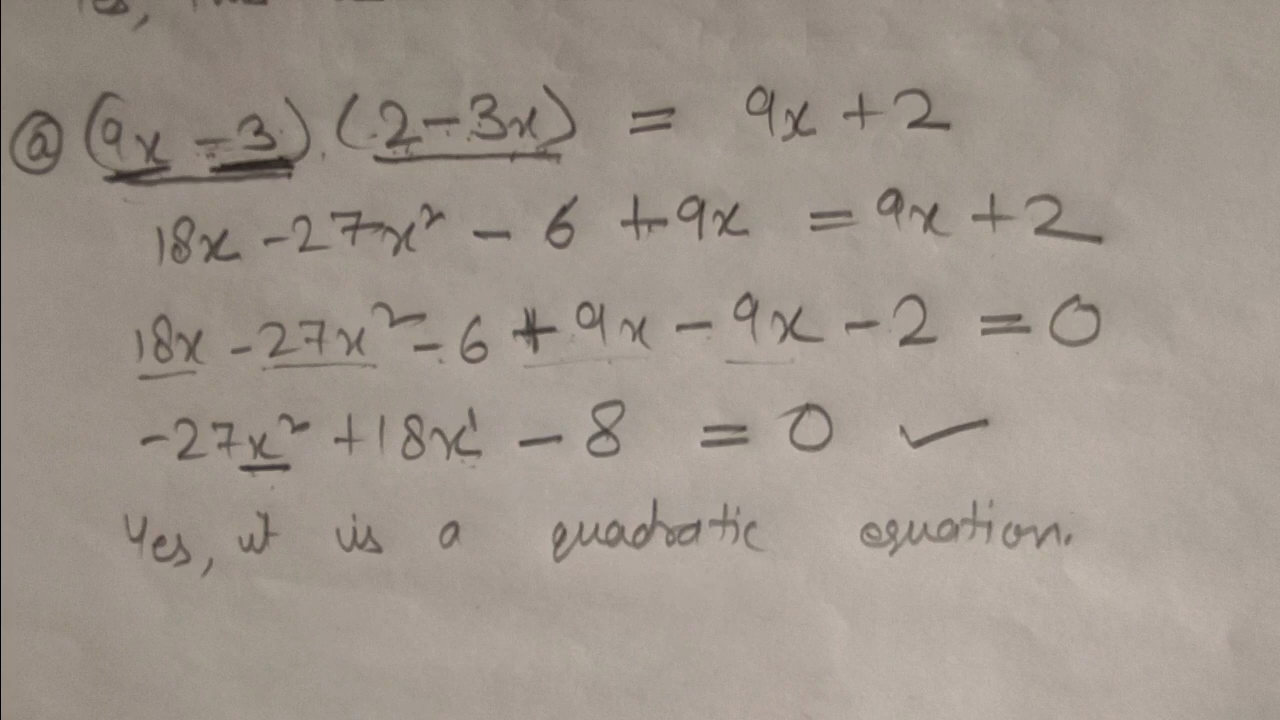 @ (9x - 3) . (2 - 3x) = 9x + 2
18x - 27x² - 6 + 9x = 9x + 2
18x - 27x² - 6 + 9x - 9x - 2 = 0
-27x² + 18x¹ - 8 = 0 ✓
Yes, it is a quadratic equation.